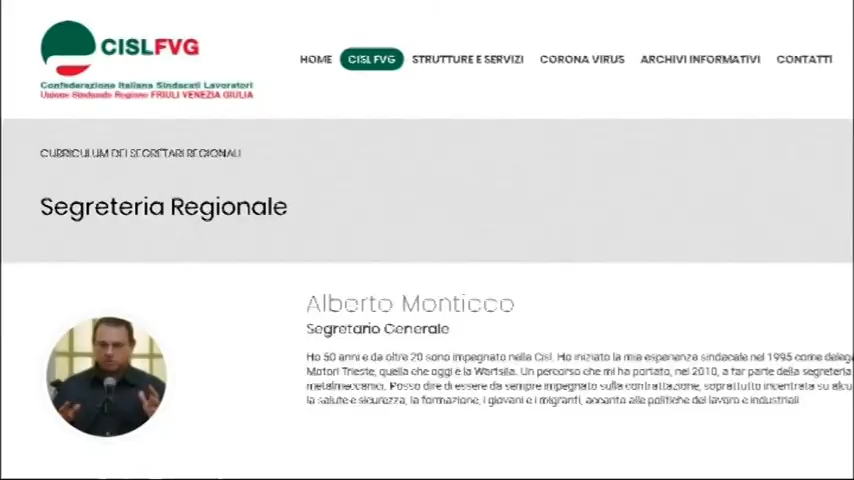 CISLFVG
Confederazione Italiana Sindacati Lavoratori
Unione Sindacale Regione FRIULI VENEZIA GIULIA
HOME CISL FVG STRUTTURE E SERVIZI CORONA VIRUS ARCHIVI INFORMATIVI CONTATTI
CURRICULUM DEI SEGRETARI REGIONALI
Segreteria Regionale
Alberto Monticco
Segretario Generale
Ho 50 anni e da oltre 20 sono impegnato nella Cisl. Ho iniziato la mia esperienza sindacale nel 1995 come deleg
Motori Trieste, quella che oggi è la Wartsila. Un percorso che mi ha portato, nel 2010, a far parte della segreteria
metalmeccanici. Posso dire di essere da sempre impegnato sulla contrattazione, soprattutto incentrata su alcu
la salute e sicurezza, la formazione, i giovani e i migranti, accanto alle politiche del lavoro e industriali